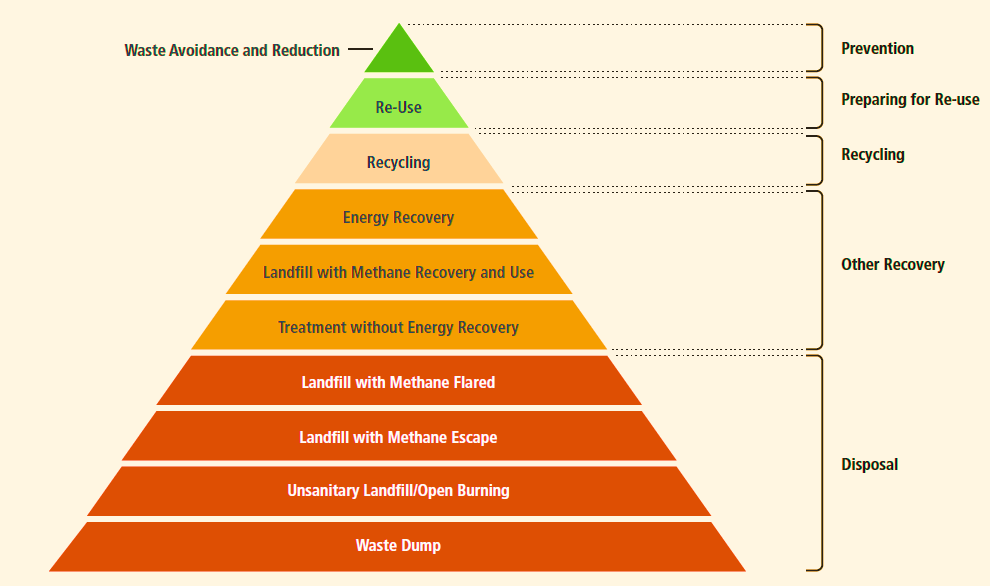 Waste Avoidance and Reduction
Prevention
Re-Use
Preparing for Re-use
Recycling
Recycling
Energy Recovery
Landfill with Methane Recovery and Use
Other Recovery
Treatment without Energy Recovery
Landfill with Methane Flared
Landfill with Methane Escape
Disposal
Unsanitary Landfill/Open Burning
Waste Dump